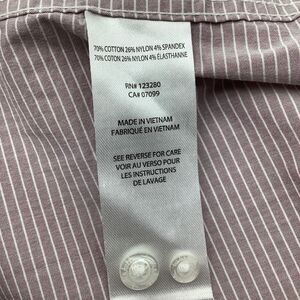 70% COTTON 26% NYLON 4% SPANDEX
70% COTON 26% NYLON 4% ÉLASTHANNE
RN# 123280
CA# 07099
MADE IN VIETNAM
FABRIQUÉ EN VIETNAM
SEE REVERSE FOR CARE
VOIR AU VERSO POUR
LES INSTRUCTIONS
DE LAVAGE